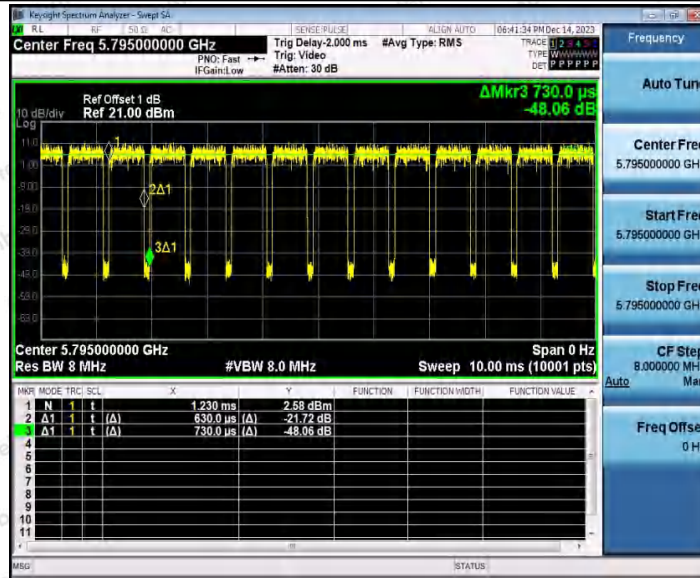 Keysight Spectrum Analyzer - Swept SA
RL RF 50 Ω AC SENSE:PULSE ALIGN AUTO 06:41:34 PM Dec 14, 2023
Center Freq 5.795000000 GHz
PNO: Fast
IFGain:Low
Trig Delay-2.000 ms
Trig: Video
#Atten: 30 dB
#Avg Type: RMS
TRACE 1 2 3 4 5 6
TYPE WWWWWW
DET P P P P P P
10 dB/div
Log
Ref Offset 1 dB
Ref 21.00 dBm
ΔMkr3 730.0 µs
-48.06 dB
11.0
1.00
-9.00
-19.0
-29.0
-39.0
-49.0
-59.0
-69.0
1
2Δ1
3Δ1
Center 5.795000000 GHz
Span 0 Hz
Res BW 8 MHz
#VBW 8.0 MHz
Sweep 10.00 ms (10001 pts)
MKR MODE TRC SCL X Y FUNCTION FUNCTION WIDTH FUNCTION VALUE
1 N 1 t 1.230 ms 2.58 dBm
2 Δ1 1 t (Δ) 630.0 µs (Δ) -21.72 dB
3 Δ1 1 t (Δ) 730.0 µs (Δ) -48.06 dB
4
5
6
7
8
9
10
11
MSG
STATUS
Frequency
Auto Tun
Center Fre
5.795000000 GH
Start Fre
5.795000000 GH
Stop Fre
5.795000000 GH
CF Ste
8.000000 MH
Auto Ma
Freq Offse
0 H